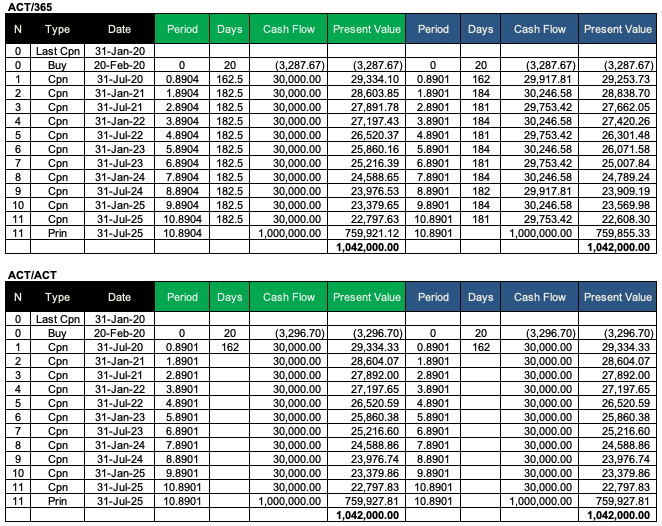 ACT/365
N Type Date Period Days Cash Flow Present Value Period Days Cash Flow Present Value
0 Last Cpn 31-Jan-20
0 Buy 20-Feb-20 0 20 (3,287.67) (3,287.67) 0 20 (3,287.67) (3,287.67)
1 Cpn 31-Jul-20 0.8904 162.5 30,000.00 29,334.10 0.8901 162 29,917.81 29,253.73
2 Cpn 31-Jan-21 1.8904 182.5 30,000.00 28,603.85 1.8901 184 30,246.58 28,838.70
3 Cpn 31-Jul-21 2.8904 182.5 30,000.00 27,891.78 2.8901 181 29,753.42 27,662.05
4 Cpn 31-Jan-22 3.8904 182.5 30,000.00 27,197.43 3.8901 184 30,246.58 27,420.26
5 Cpn 31-Jul-22 4.8904 182.5 30,000.00 26,520.37 4.8901 181 29,753.42 26,301.48
6 Cpn 31-Jan-23 5.8904 182.5 30,000.00 25,860.16 5.8901 184 30,246.58 26,071.58
7 Cpn 31-Jul-23 6.8904 182.5 30,000.00 25,216.39 6.8901 181 29,753.42 25,007.84
8 Cpn 31-Jan-24 7.8904 182.5 30,000.00 24,588.65 7.8901 184 30,246.58 24,789.24
9 Cpn 31-Jul-24 8.8904 182.5 30,000.00 23,976.53 8.8901 182 29,917.81 23,909.19
10 Cpn 31-Jan-25 9.8904 182.5 30,000.00 23,379.65 9.8901 184 30,246.58 23,569.98
11 Cpn 31-Jul-25 10.8904 182.5 30,000.00 22,797.63 10.8901 181 29,753.42 22,608.30
11 Prin 31-Jul-25 10.8904 1,000,000.00 759,921.12 10.8901 1,000,000.00 759,855.33
1,042,000.00 1,042,000.00
ACT/ACT
N Type Date Period Days Cash Flow Present Value Period Days Cash Flow Present Value
0 Last Cpn 31-Jan-20
0 Buy 20-Feb-20 0 20 (3,296.70) (3,296.70) 0 20 (3,296.70) (3,296.70)
1 Cpn 31-Jul-20 0.8901 162 30,000.00 29,334.33 0.8901 162 30,000.00 29,334.33
2 Cpn 31-Jan-21 1.8901 30,000.00 28,604.07 1.8901 30,000.00 28,604.07
3 Cpn 31-Jul-21 2.8901 30,000.00 27,892.00 2.8901 30,000.00 27,892.00
4 Cpn 31-Jan-22 3.8901 30,000.00 27,197.65 3.8901 30,000.00 27,197.65
5 Cpn 31-Jul-22 4.8901 30,000.00 26,520.59 4.8901 30,000.00 26,520.59
6 Cpn 31-Jan-23 5.8901 30,000.00 25,860.38 5.8901 30,000.00 25,860.38
7 Cpn 31-Jul-23 6.8901 30,000.00 25,216.60 6.8901 30,000.00 25,216.60
8 Cpn 31-Jan-24 7.8901 30,000.00 24,588.86 7.8901 30,000.00 24,588.86
9 Cpn 31-Jul-24 8.8901 30,000.00 23,976.74 8.8901 30,000.00 23,976.74
10 Cpn 31-Jan-25 9.8901 30,000.00 23,379.86 9.8901 30,000.00 23,379.86
11 Cpn 31-Jul-25 10.8901 30,000.00 22,797.83 10.8901 30,000.00 22,797.83
11 Prin 31-Jul-25 10.8901 1,000,000.00 759,927.81 10.8901 1,000,000.00 759,927.81
1,042,000.00 1,042,000.00